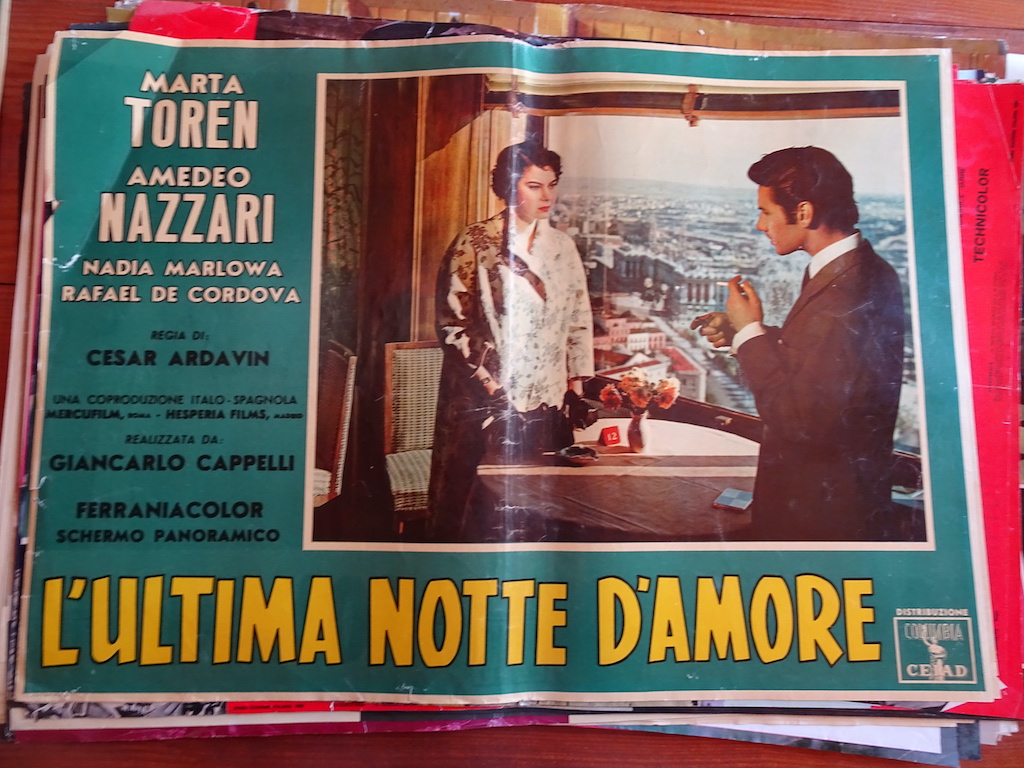 MARTA
TOREN
AMEDEO
NAZZARI
NADIA MARLOWA
RAFAEL DE CORDOVA
REGIA DI:
CESAR ARDAVIN
UNA COPRODUZIONE ITALO-SPAGNOLA
MERCUFILM, ROMA - HESPERIA FILMS, MADRID
REALIZZATA DA:
GIANCARLO CAPPELLI
FERRANIACOLOR
SCHERMO PANORAMICO
12
L'ULTIMA NOTTE D'AMORE
DISTRIBUZIONE
COLUMBIA
CEIAD
TECHNICOLOR